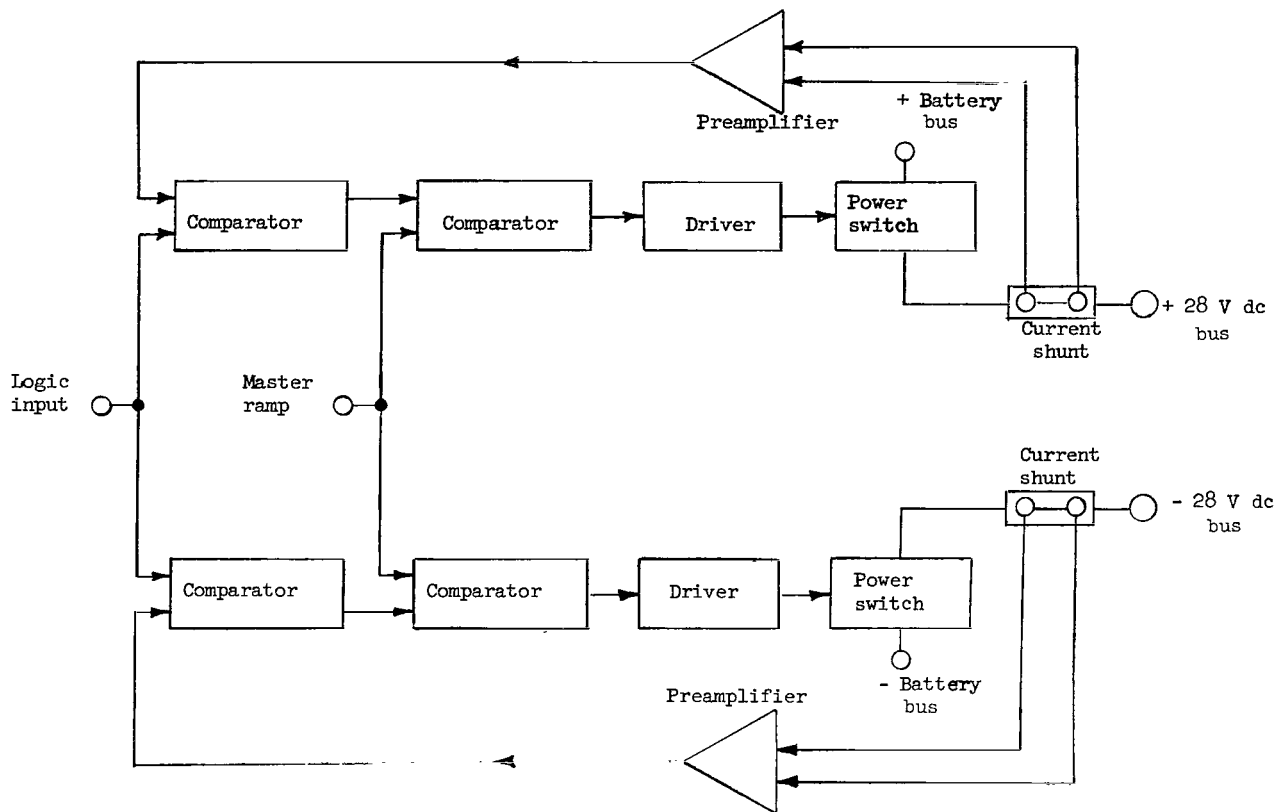 Preamplifier
+ Battery
bus
Comparator
Comparator
Driver
Power
switch
+ 28 V dc
bus
Current
shunt
Logic
input
Master
ramp
Current
shunt
- 28 V dc
bus
Comparator
Comparator
Driver
Power
switch
- Battery
bus
Preamplifier